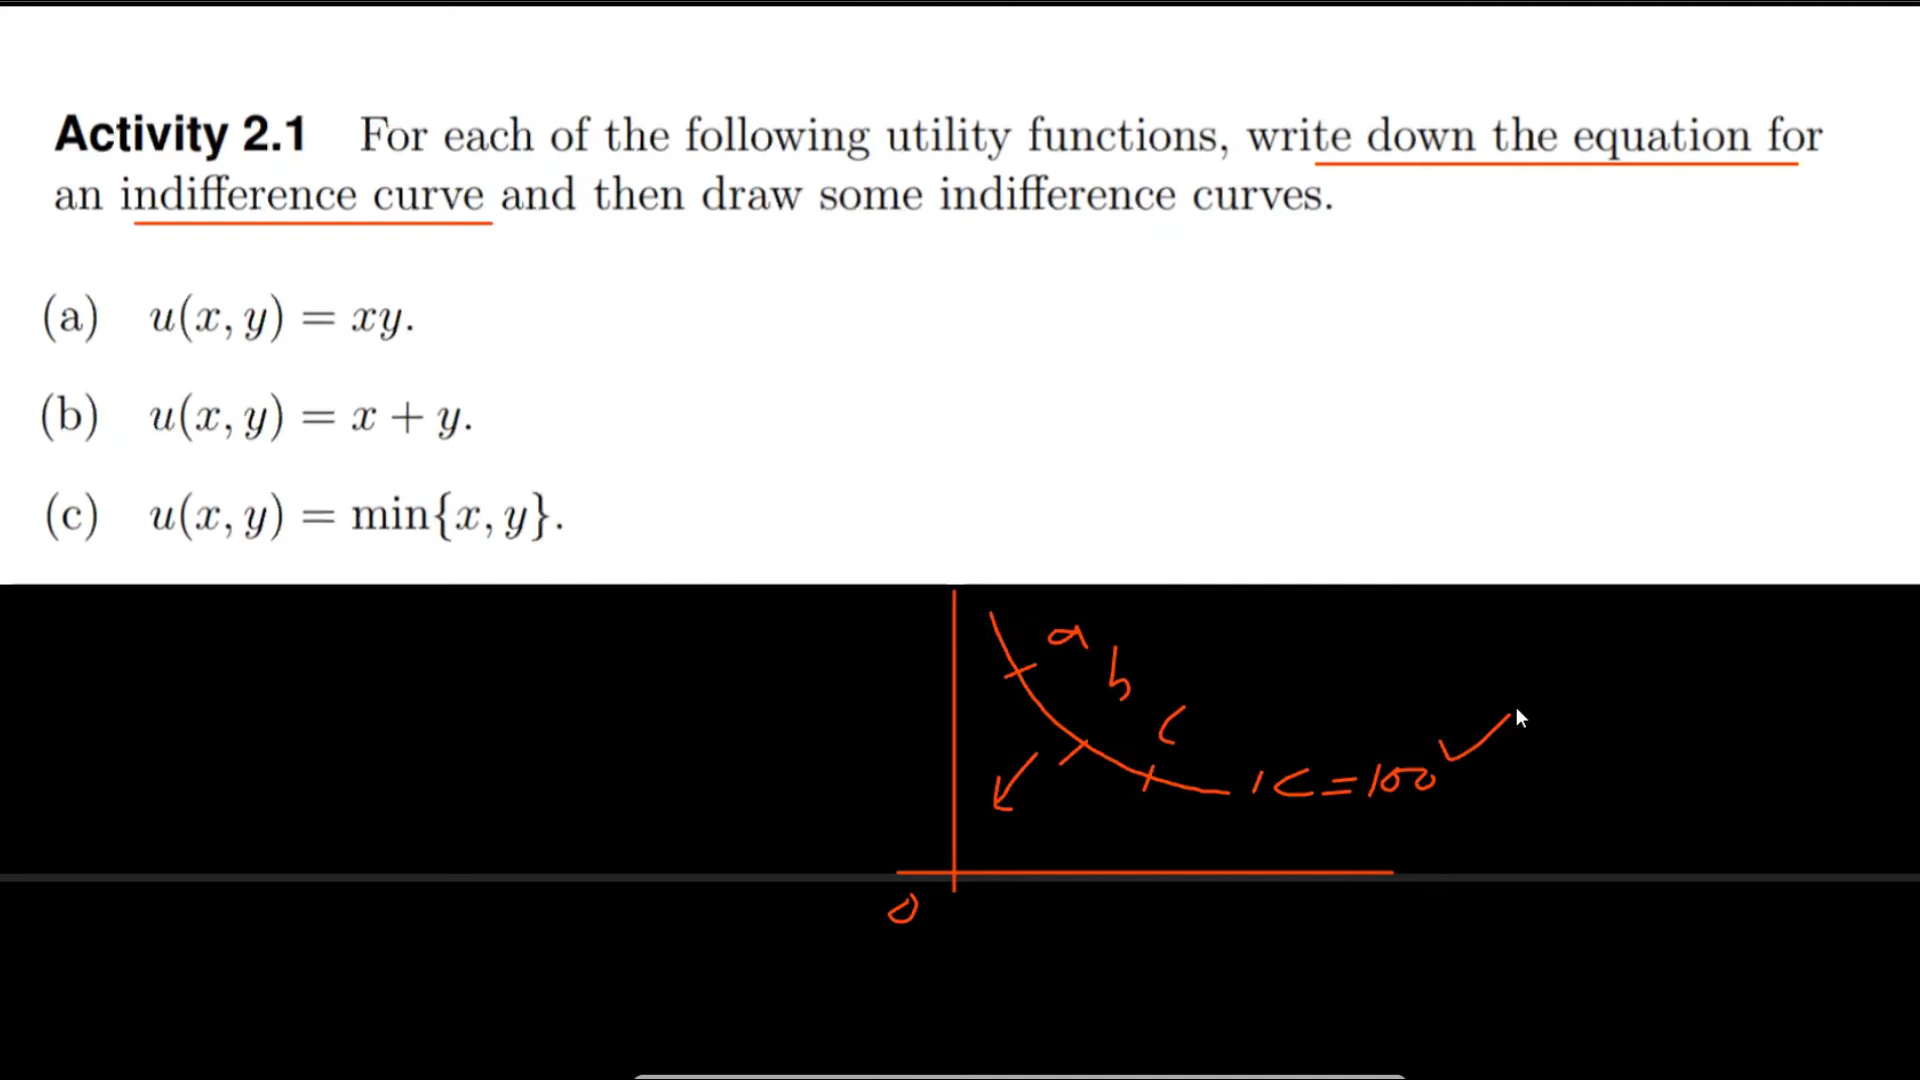 Activity 2.1 For each of the following utility functions, write down the equation for
an indifference curve and then draw some indifference curves.
(a) u(x, y) = xy.
(b) u(x, y) = x + y.
(c) u(x, y) = min{x, y}.
a
b
c
IC = 100
0